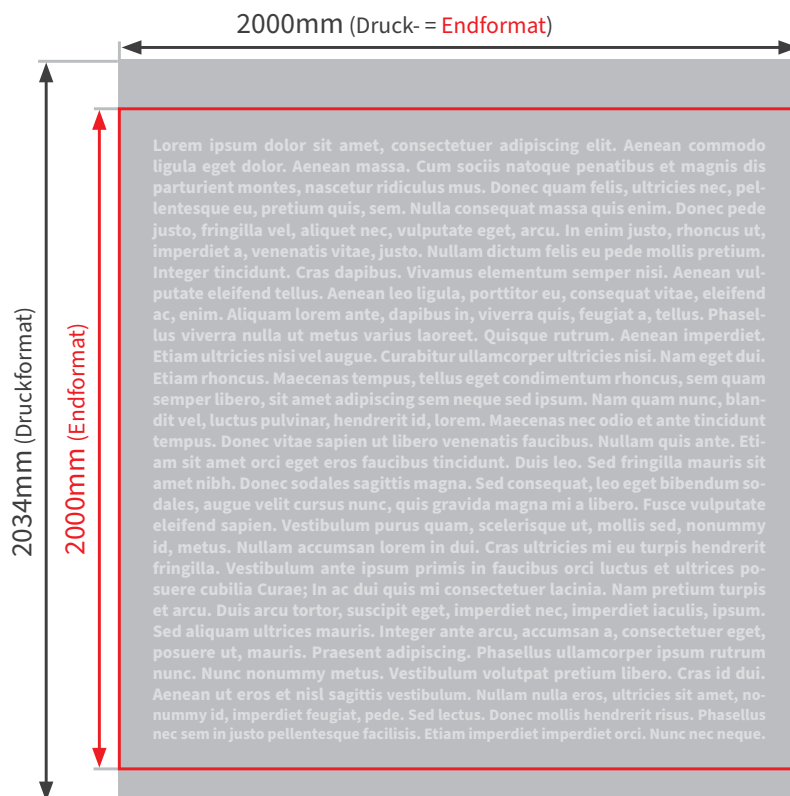 2000mm (Druck- = Endformat)
2034mm (Druckformat)
2000mm (Endformat)
Lorem ipsum dolor sit amet, consectetuer adipiscing elit. Aenean commodo
ligula eget dolor. Aenean massa. Cum sociis natoque penatibus et magnis dis
parturient montes, nascetur ridiculus mus. Donec quam felis, ultricies nec, pel-
lentesque eu, pretium quis, sem. Nulla consequat massa quis enim. Donec pede
justo, fringilla vel, aliquet nec, vulputate eget, arcu. In enim justo, rhoncus ut,
imperdiet a, venenatis vitae, justo. Nullam dictum felis eu pede mollis pretium.
Integer tincidunt. Cras dapibus. Vivamus elementum semper nisi. Aenean vul-
putate eleifend tellus. Aenean leo ligula, porttitor eu, consequat vitae, eleifend
ac, enim. Aliquam lorem ante, dapibus in, viverra quis, feugiat a, tellus. Phasel-
lus viverra nulla ut metus varius laoreet. Quisque rutrum. Aenean imperdiet.
Etiam ultricies nisi vel augue. Curabitur ullamcorper ultricies nisi. Nam eget dui.
Etiam rhoncus. Maecenas tempus, tellus eget condimentum rhoncus, sem quam
semper libero, sit amet adipiscing sem neque sed ipsum. Nam quam nunc, blan-
dit vel, luctus pulvinar, hendrerit id, lorem. Maecenas nec odio et ante tincidunt
tempus. Donec vitae sapien ut libero venenatis faucibus. Nullam quis ante. Eti-
am sit amet orci eget eros faucibus tincidunt. Duis leo. Sed fringilla mauris sit
amet nibh. Donec sodales sagittis magna. Sed consequat, leo eget bibendum so-
dales, augue velit cursus nunc, quis gravida magna mi a libero. Fusce vulputate
eleifend sapien. Vestibulum purus quam, scelerisque ut, mollis sed, nonummy
id, metus. Nullam accumsan lorem in dui. Cras ultricies mi eu turpis hendrerit
fringilla. Vestibulum ante ipsum primis in faucibus orci luctus et ultrices po-
suere cubilia Curae; In ac dui quis mi consectetuer lacinia. Nam pretium turpis
et arcu. Duis arcu tortor, suscipit eget, imperdiet nec, imperdiet iaculis, ipsum.
Sed aliquam ultrices mauris. Integer ante arcu, accumsan a, consectetuer eget,
posuere ut, mauris. Praesent adipiscing. Phasellus ullamcorper ipsum rutrum
nunc. Nunc nonummy metus. Vestibulum volutpat pretium libero. Cras id dui.
Aenean ut eros et nisl sagittis vestibulum. Nullam nulla eros, ultricies sit amet, no-
nummy id, imperdiet feugiat, pede. Sed lectus. Donec mollis hendrerit risus. Phasellus
nec sem in justo pellentesque facilisis. Etiam imperdiet imperdiet orci. Nunc nec neque.